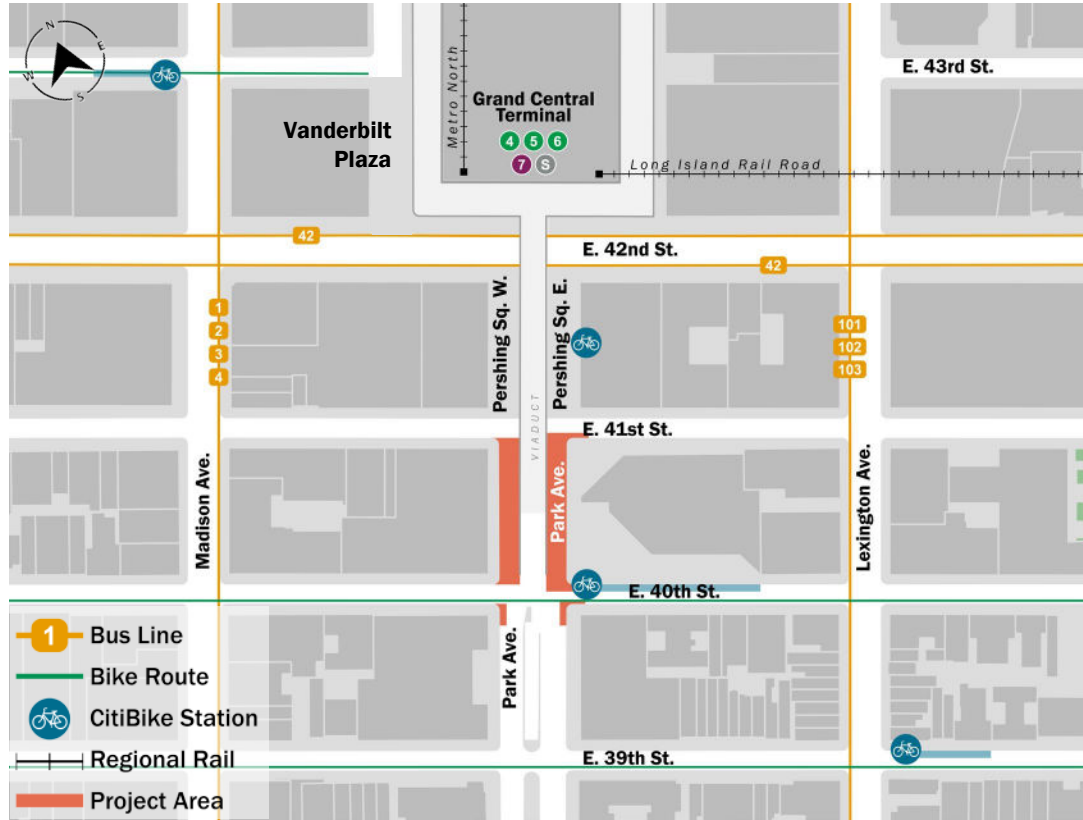 N
E
S
W
E. 43rd St.
Metro North
Grand Central
Terminal
4 5 6
7 S
Vanderbilt
Plaza
Long Island Rail Road
42
E. 42nd St.
42
1
2
3
4
Pershing Sq. W.
Pershing Sq. E.
101
102
103
VIADUCT
E. 41st St.
Madison Ave.
Park Ave.
Lexington Ave.
E. 40th St.
Park Ave.
E. 39th St.
1 Bus Line
Bike Route
CitiBike Station
Regional Rail
Project Area